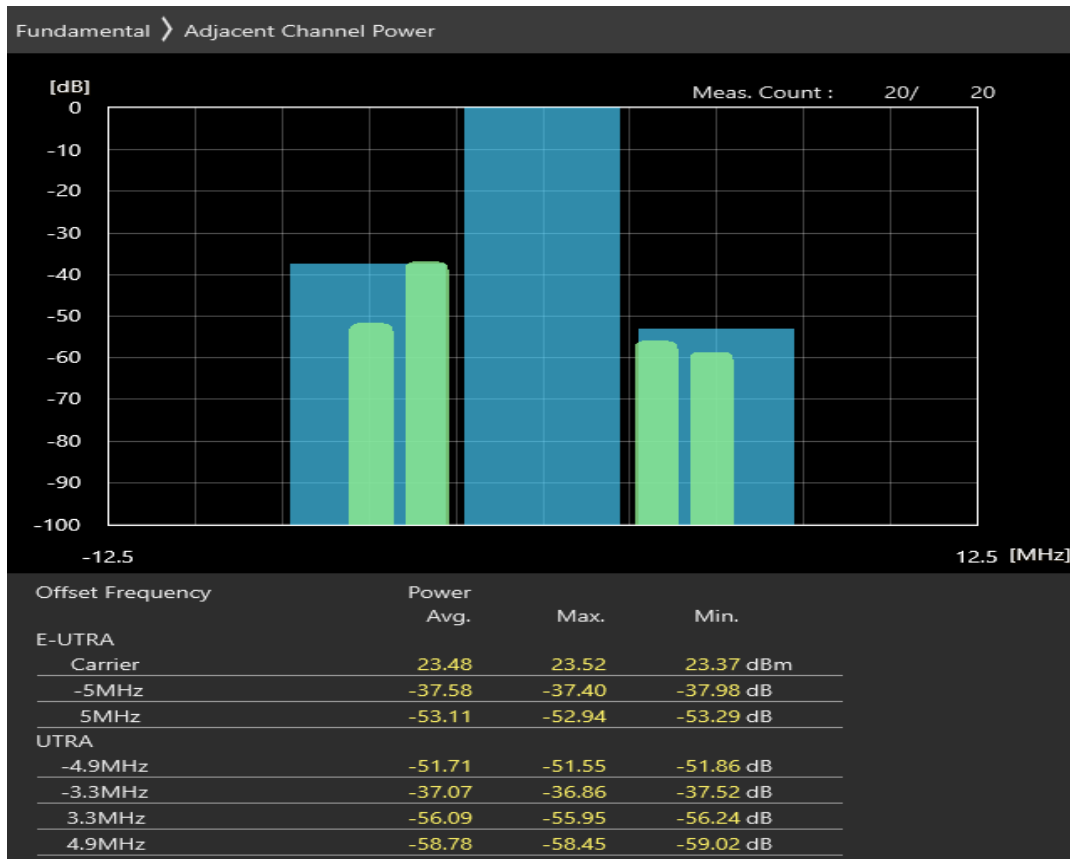 Fundamental ❯ Adjacent Channel Power
[dB]
Meas. Count : 20/ 20
0
-10
-20
-30
-40
-50
-60
-70
-80
-90
-100
-12.5 12.5 [MHz]
Offset Frequency Power
Avg. Max. Min.
E-UTRA
Carrier 23.48 23.52 23.37 dBm
-5MHz -37.58 -37.40 -37.98 dB
5MHz -53.11 -52.94 -53.29 dB
UTRA
-4.9MHz -51.71 -51.55 -51.86 dB
-3.3MHz -37.07 -36.86 -37.52 dB
3.3MHz -56.09 -55.95 -56.24 dB
4.9MHz -58.78 -58.45 -59.02 dB